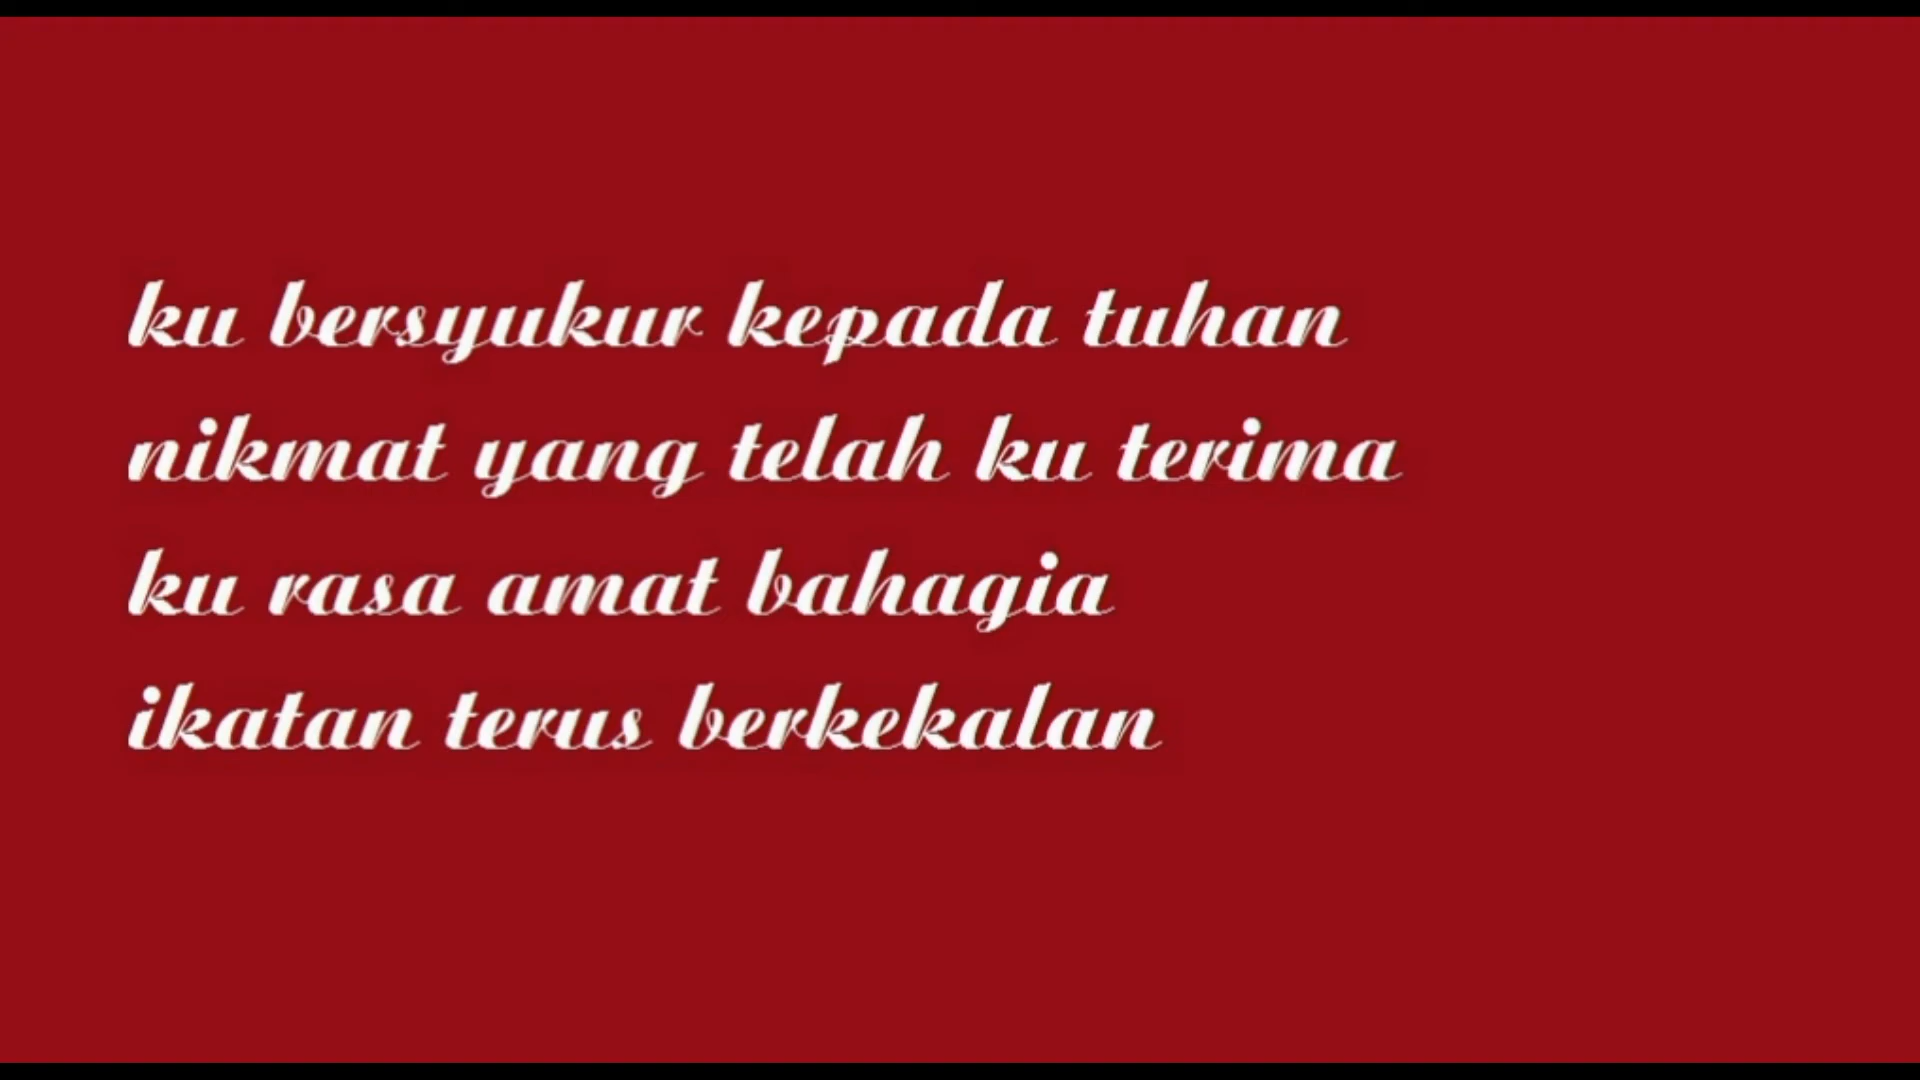 ku bersyukur kepada tuhan
nikmat yang telah ku terima
ku rasa amat bahagia
ikatan terus berkekalan